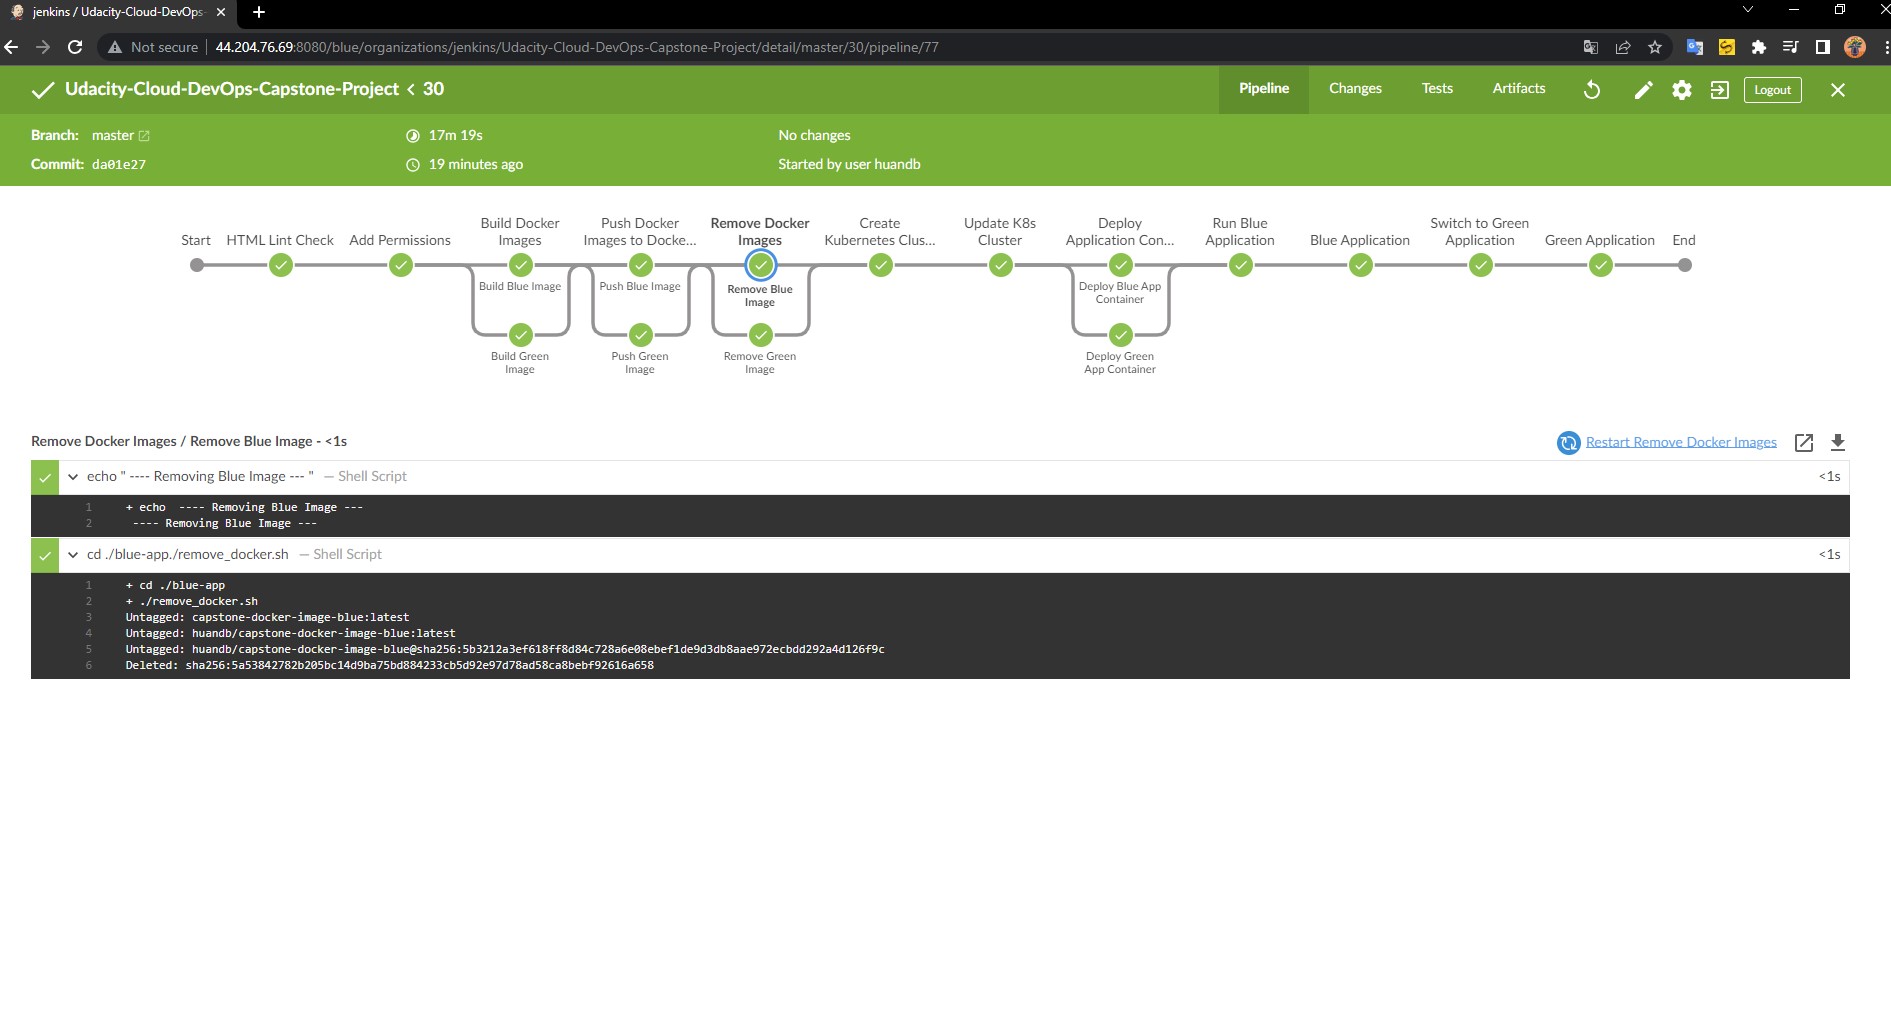 jenkins / Udacity-Cloud-DevOps-
Not secure
44.204.76.69:8080/blue/organizations/jenkins/Udacity-Cloud-DevOps-Capstone-Project/detail/master/30/pipeline/77
Udacity-Cloud-DevOps-Capstone-Project < 30
Pipeline
Changes
Tests
Artifacts
Logout
Branch: master
17m 19s
No changes
Commit: da01e27
19 minutes ago
Started by user huandb
Start
HTML Lint Check
Add Permissions
Build Docker
Images
Push Docker
Images to Docke...
Remove Docker
Images
Create
Kubernetes Clus...
Update K8s
Cluster
Deploy
Application Con...
Run Blue
Application
Blue Application
Switch to Green
Application
Green Application
End
Build Blue Image
Push Blue Image
Remove Blue
Image
Deploy Blue App
Container
Build Green
Image
Push Green
Image
Remove Green
Image
Deploy Green
App Container
Remove Docker Images / Remove Blue Image - <1s
Restart Remove Docker Images
echo " ---- Removing Blue Image --- " — Shell Script
<1s
1 + echo  ---- Removing Blue Image ---
2  ---- Removing Blue Image ---
cd ./blue-app./remove_docker.sh — Shell Script
<1s
1 + cd ./blue-app
2 + ./remove_docker.sh
3 Untagged: capstone-docker-image-blue:latest
4 Untagged: huandb/capstone-docker-image-blue:latest
5 Untagged: huandb/capstone-docker-image-blue@sha256:5b3212a3ef618ff8d84c728a6e08ebef1de9d3db8aae972ecbdd292a4d126f9c
6 Deleted: sha256:5a53842782b205bc14d9ba75bd884233cb5d92e97d78ad58ca8bebf92616a658